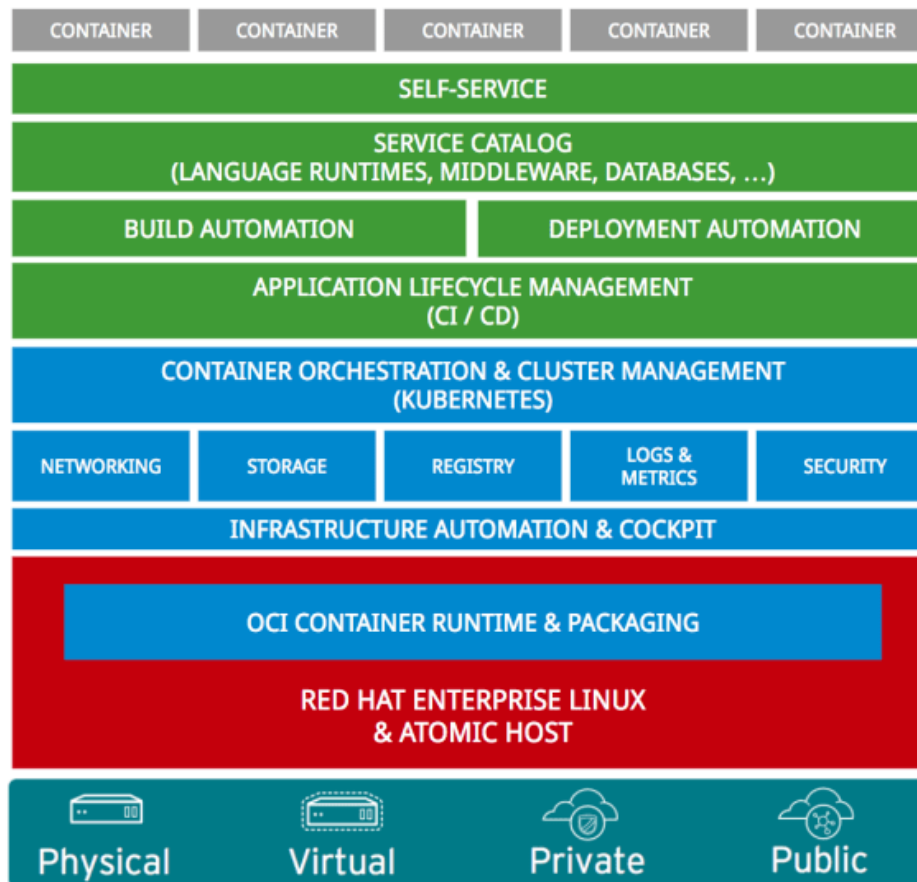 CONTAINER CONTAINER CONTAINER CONTAINER CONTAINER
SELF-SERVICE
SERVICE CATALOG
(LANGUAGE RUNTIMES, MIDDLEWARE, DATABASES, …)
BUILD AUTOMATION
DEPLOYMENT AUTOMATION
APPLICATION LIFECYCLE MANAGEMENT
(CI / CD)
CONTAINER ORCHESTRATION & CLUSTER MANAGEMENT
(KUBERNETES)
NETWORKING
STORAGE
REGISTRY
LOGS &
METRICS
SECURITY
INFRASTRUCTURE AUTOMATION & COCKPIT
OCI CONTAINER RUNTIME & PACKAGING
RED HAT ENTERPRISE LINUX
& ATOMIC HOST
Physical Virtual Private Public